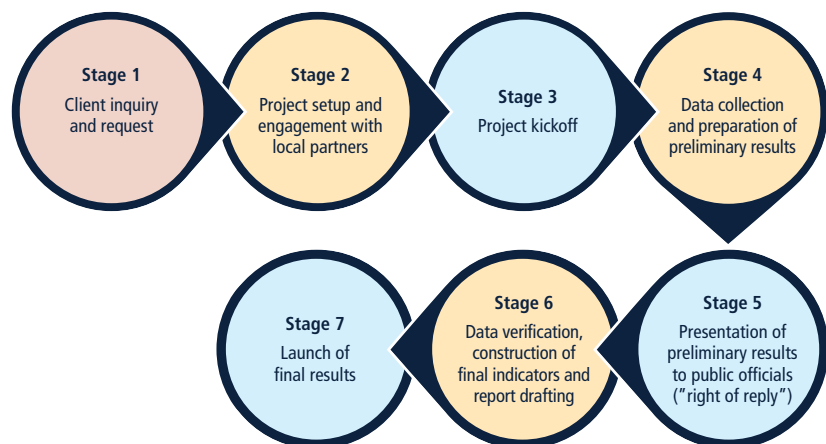 Stage 1
Client inquiry
and request
Stage 2
Project setup and
engagement with
local partners
Stage 3
Project kickoff
Stage 4
Data collection
and preparation of
preliminary results
Stage 5
Presentation of
preliminary results
to public officials
("right of reply")
Stage 6
Data verification,
construction of
final indicators and
report drafting
Stage 7
Launch of
final results